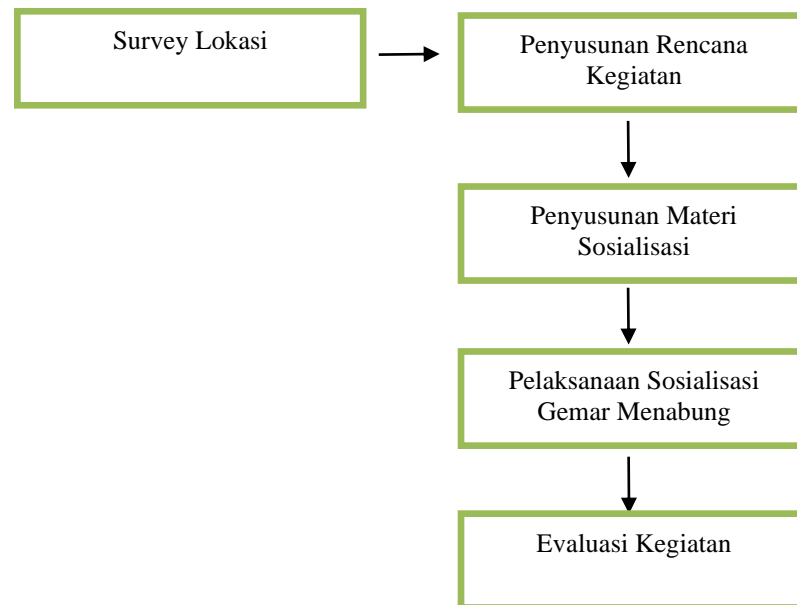 Survey Lokasi
Penyusunan Rencana
Kegiatan
Penyusunan Materi
Sosialisasi
Pelaksanaan Sosialisasi
Gemar Menabung
Evaluasi Kegiatan